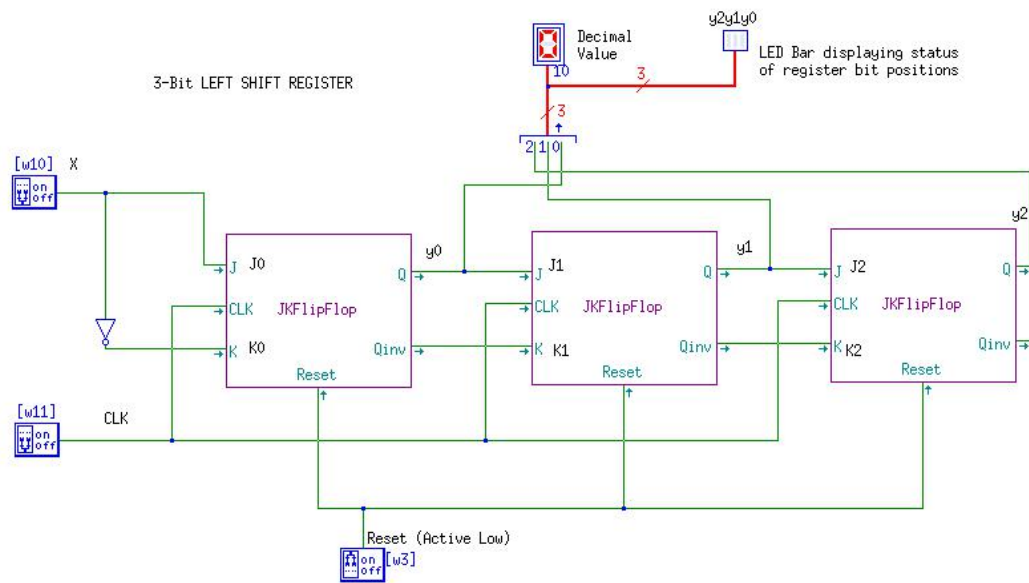 y2y1y0
Decimal
Value
10
3
LED Bar displaying status
of register bit positions
3-Bit LEFT SHIFT REGISTER
3
2 1 0
[w10] X
on
off
y2
y0
y1
J J0
Q
J J1
Q
J J2
Q
CLK
CLK
CLK
JKFlipFlop
JKFlipFlop
JKFlipFlop
K K0
Qinv
K K1
Qinv
K K2
Qinv
Reset
Reset
Reset
[w11]
CLK
on
off
Reset (Active Low)
on
off
[w3]